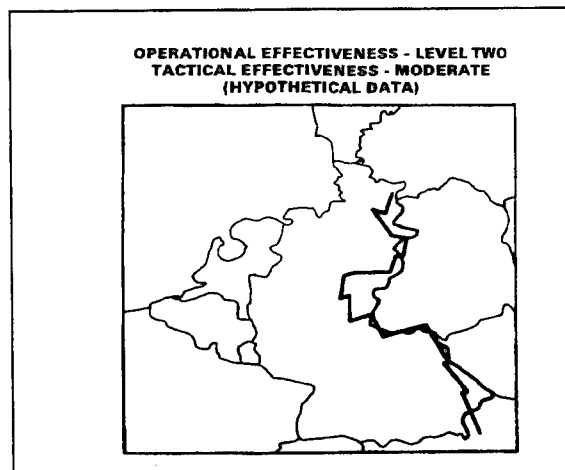 OPERATIONAL EFFECTIVENESS - LEVEL TWO
TACTICAL EFFECTIVENESS - MODERATE
(HYPOTHETICAL DATA)